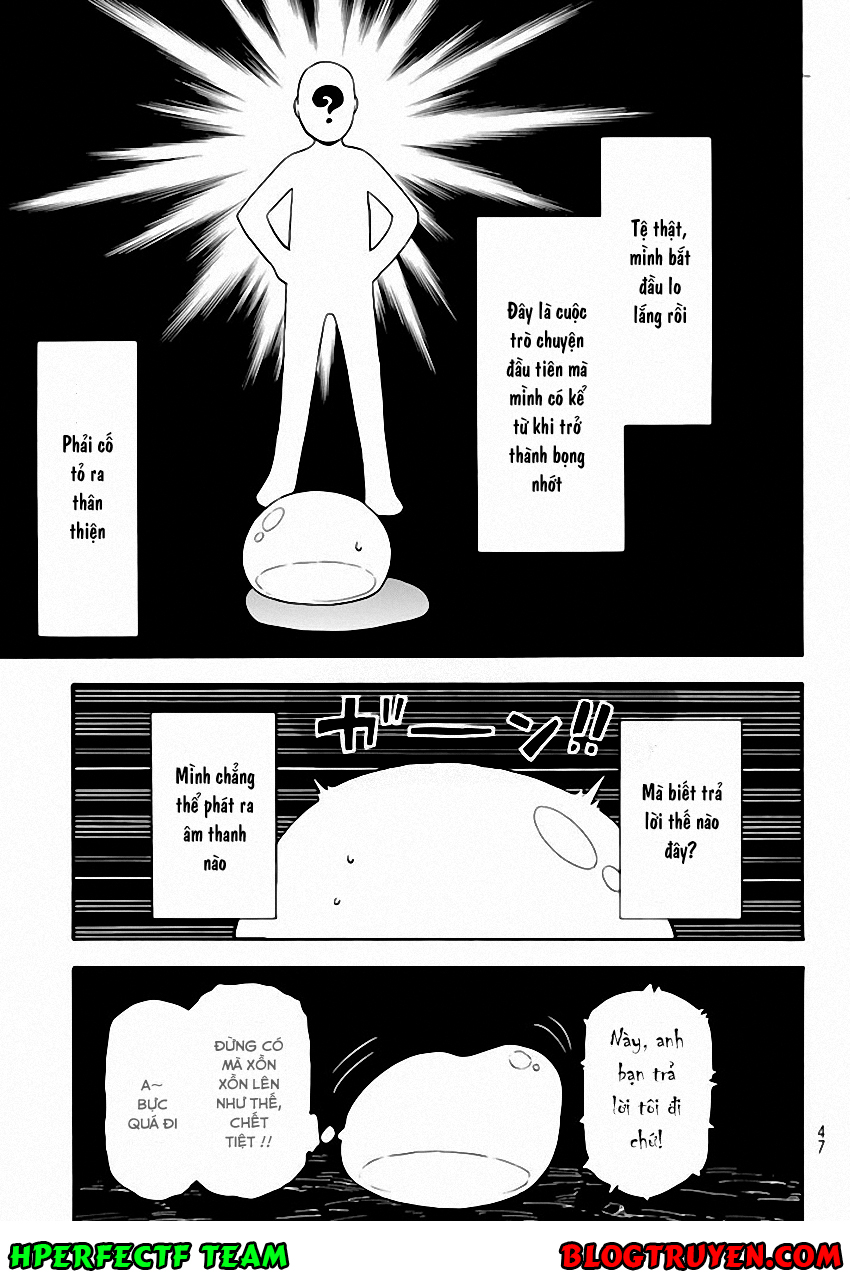 Tệ thật,
mình bắt
đầu lo
lắng rồi
Đây là cuộc
trò chuyện
đầu tiên mà
mình có kể
từ khi trở
thành bọng
nhớt
Phải cố
tỏ ra
thân
thiện
?
ガーン!!
Mà biết trả
lời thế nào
đây?
Mình chẳng
thể phát ra
âm thanh
nào
Này, anh
bạn trả
lời tôi đi
chứ!
ĐỪNG CÓ
MÀ XỒN
XỒN LÊN
NHƯ THẾ,
CHẾT
TIỆT !!
A~
BỰC
QUÁ ĐI
47
HPERFECTF TEAM
BLOGTRUYEN.COM